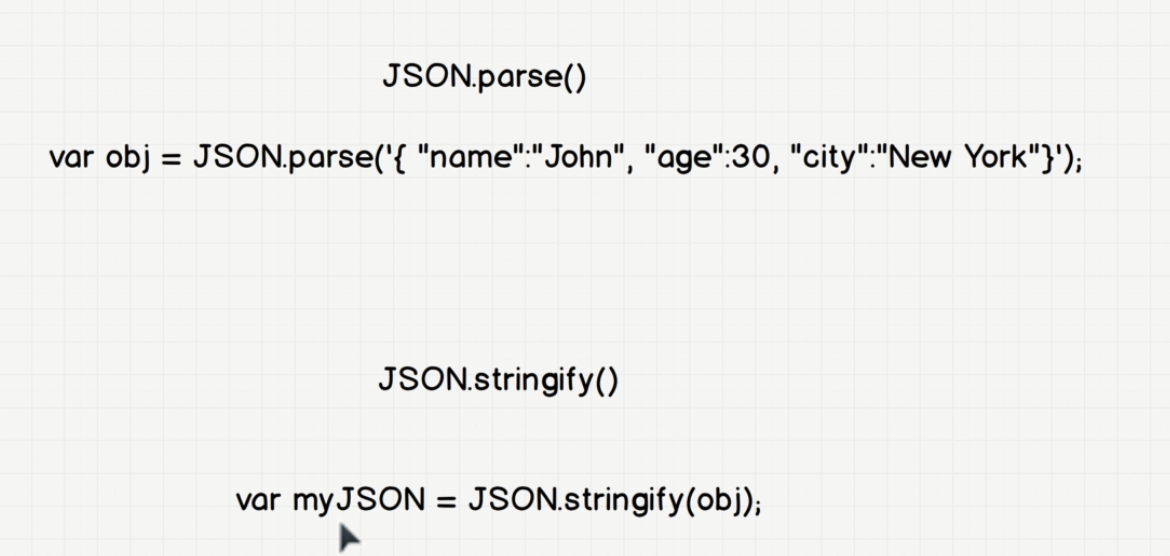 JSON.parse()
var obj = JSON.parse('{ "name":"John", "age":30, "city":"New York"}');
JSON.stringify()
var myJSON = JSON.stringify(obj);